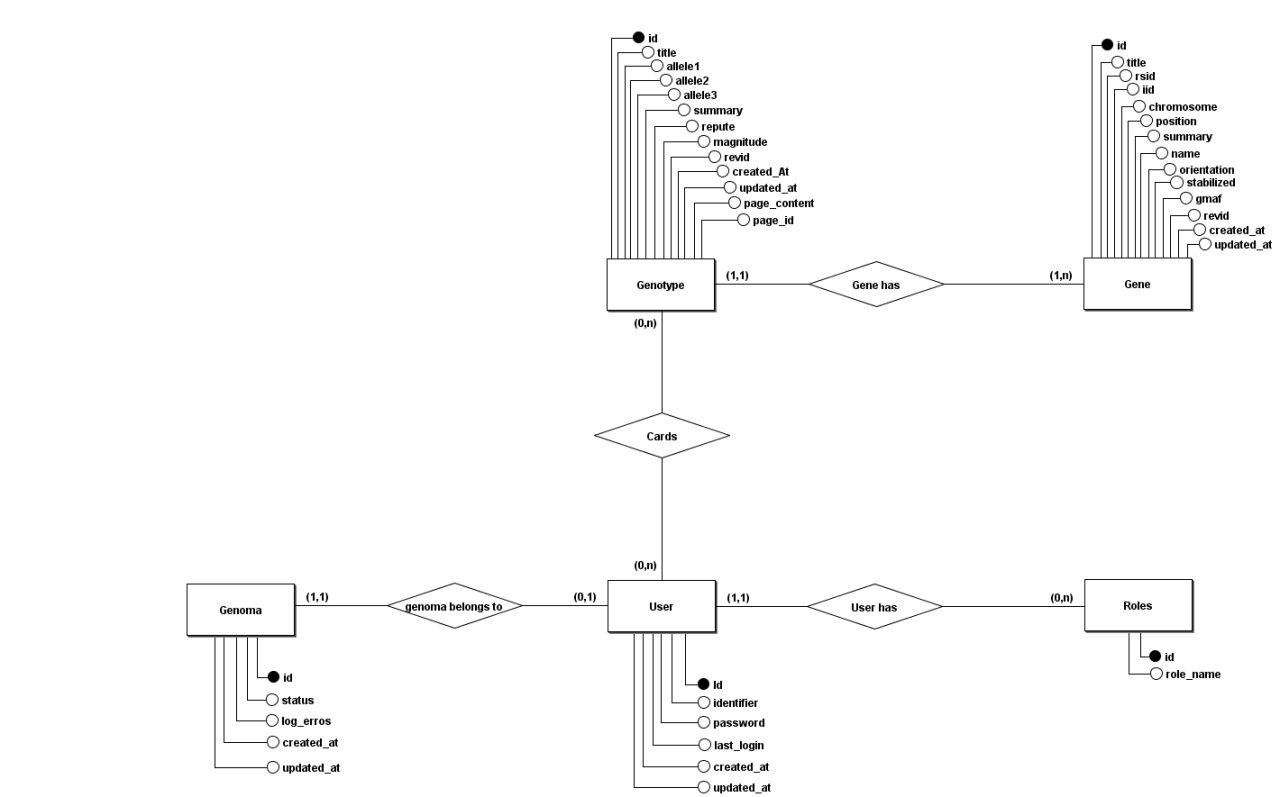 id
title
allele1
allele2
allele3
summary
repute
magnitude
revid
created_At
updated_at
page_content
page_id
id
title
rsid
iid
chromosome
position
summary
name
orientation
stabilized
gmaf
revid
created_at
updated_at
Genotype
(1,1)
Gene has
(1,n)
Gene
(0,n)
Cards
(0,n)
Genoma
(1,1)
genoma belongs to
(0,1)
User
(1,1)
User has
(0,n)
Roles
id
status
log_erros
created_at
updated_at
Id
identifier
password
last_login
created_at
updated_at
id
role_name